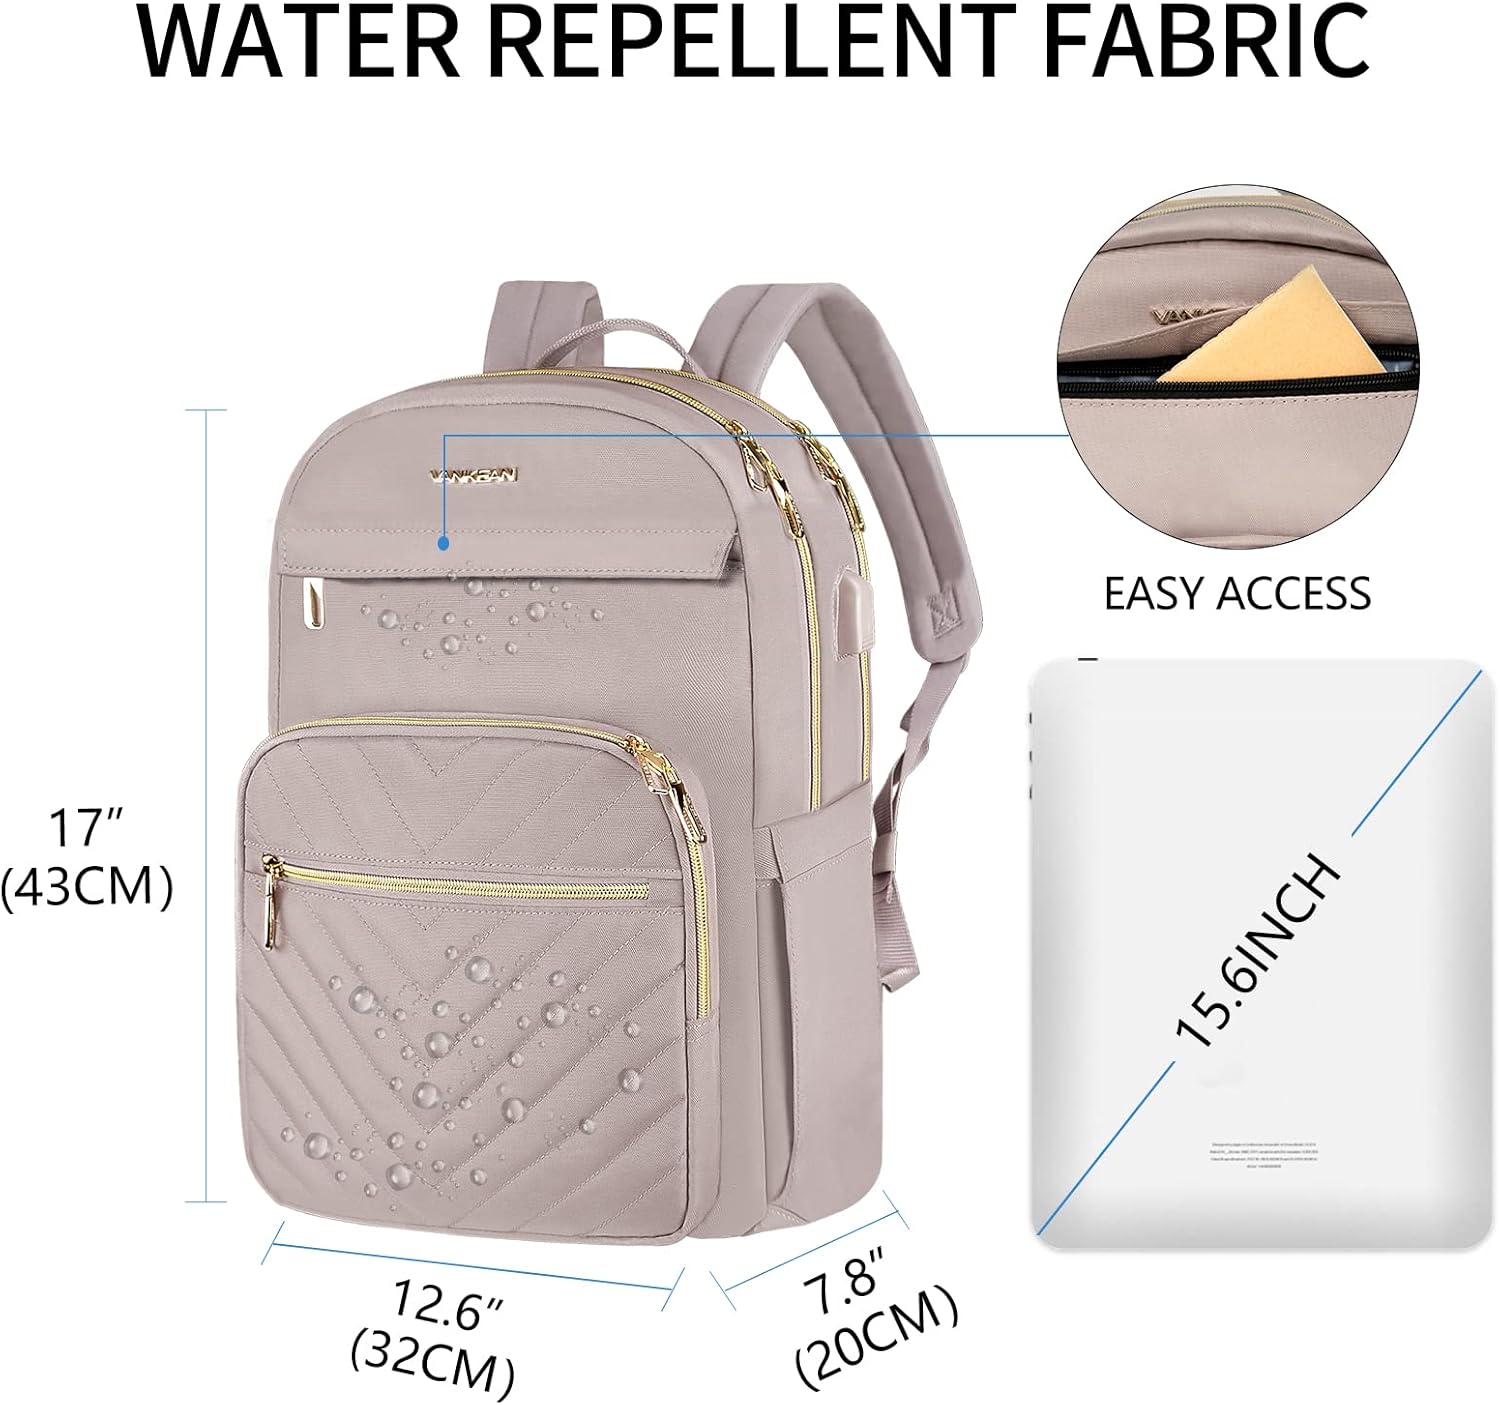 WATER REPELLENT FABRIC
VANKEAN
EASY ACCESS
17"
(43CM)
15.6INCH
12.6"
(32CM)
7.8"
(20CM)